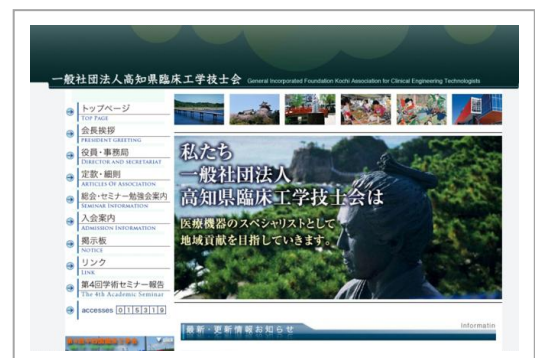 一般社団法人高知県臨床工学技士会 General Incorporated Foundation Kochi Association for Clinical Engineering Technologists
トップページ
TOP PAGE
会長挨拶
PRESIDENT GREETING
役員・事務局
DIRECTOR AND SECRETARIAT
定款・細則
ARTICLES OF ASSOCIATION
総会・セミナー勉強会案内
SEMINAR INFORMATION
入会案内
ADMISSION INFORMATION
掲示板
NOTICE
リンク
LINK
第4回学術セミナー報告
The 4th Academic Seminar
accesses 015319
私たち
一般社団法人
高知県臨床工学技士会は
医療機器のスペシャリストとして
地域貢献を目指していきます。
最新・更新情報お知らせ
Informatin